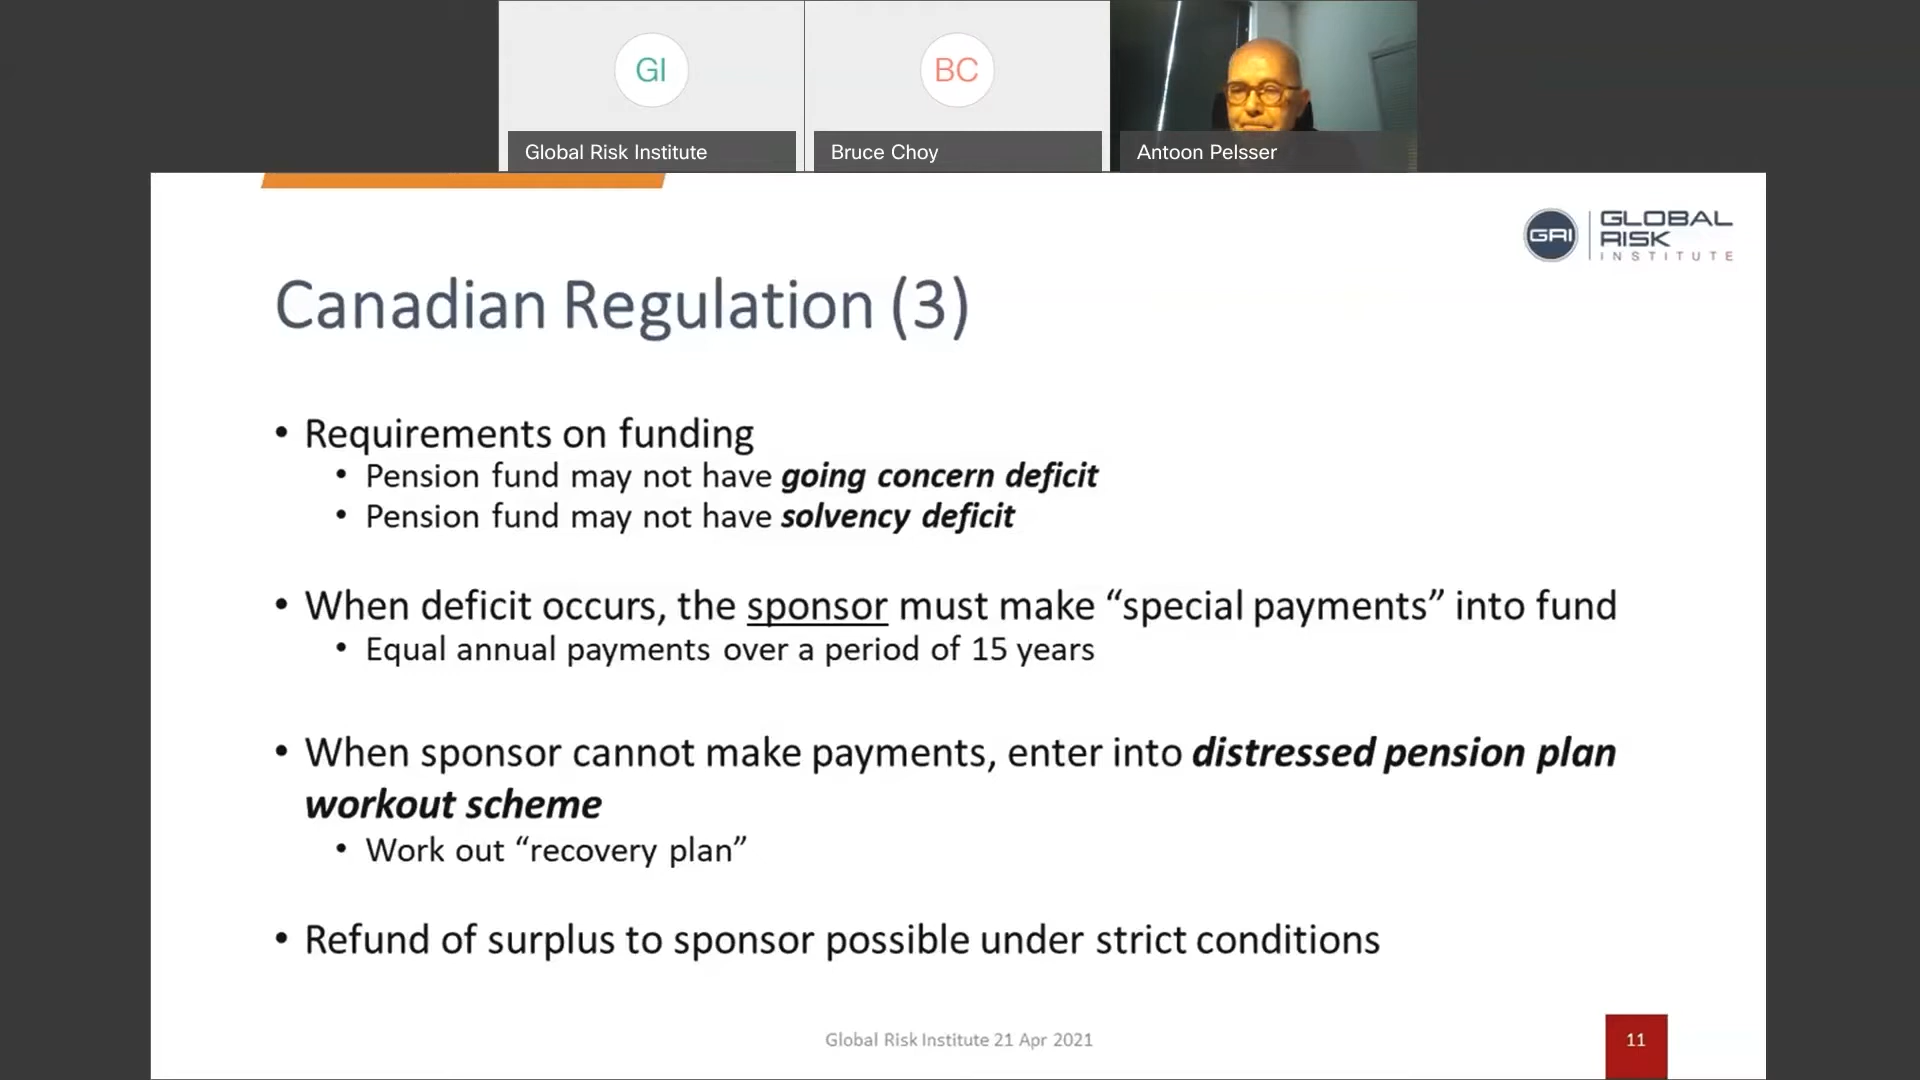 GI
BC
Global Risk Institute
Bruce Choy
Antoon Pelsser
GRI
GLOBAL
RISK
INSTITUTE
Canadian Regulation (3)
• Requirements on funding
• Pension fund may not have going concern deficit
• Pension fund may not have solvency deficit
• When deficit occurs, the sponsor must make “special payments” into fund
• Equal annual payments over a period of 15 years
• When sponsor cannot make payments, enter into distressed pension plan
workout scheme
• Work out “recovery plan”
• Refund of surplus to sponsor possible under strict conditions
Global Risk Institute 21 Apr 2021
11